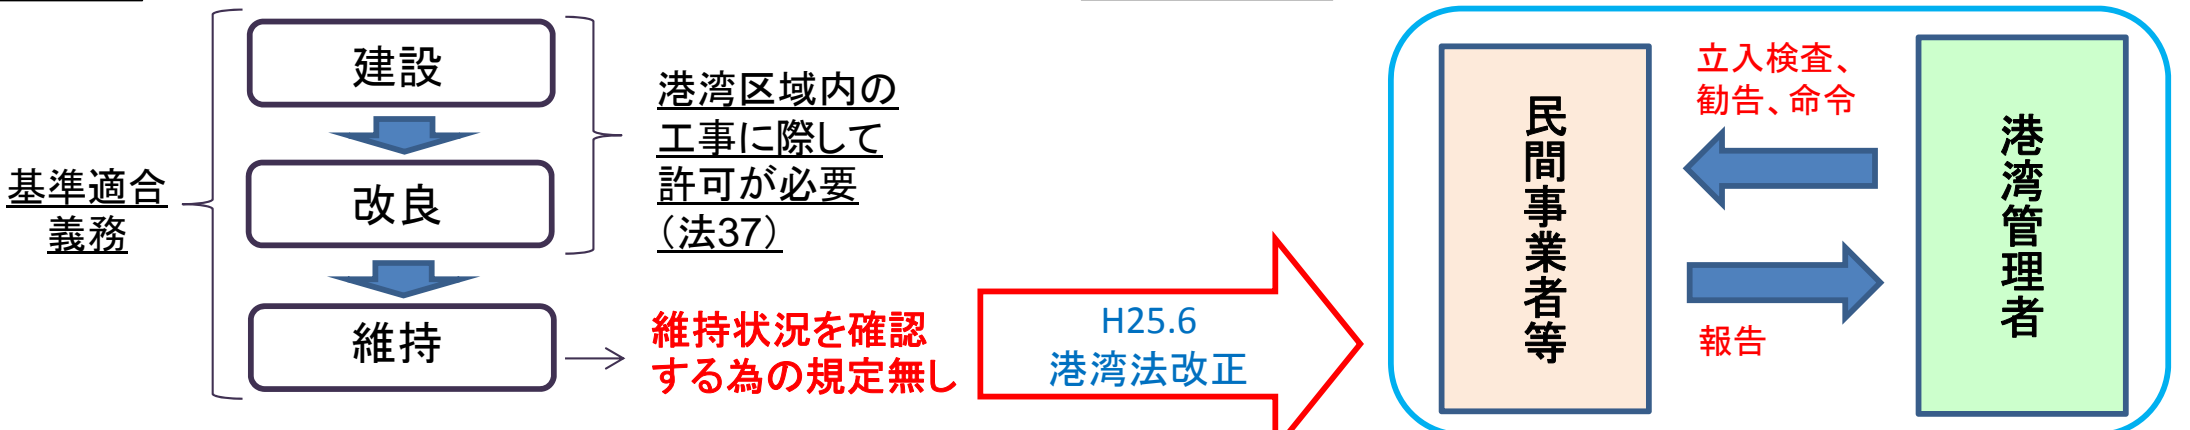 基準適合
義務
建設
改良
維持
港湾区域内の
工事に際して
許可が必要
（法37）
維持状況を確認
する為の規定無し
H25.6
港湾法改正
民間事業者等
立入検査、
勧告、命令
報告
港湾管理者